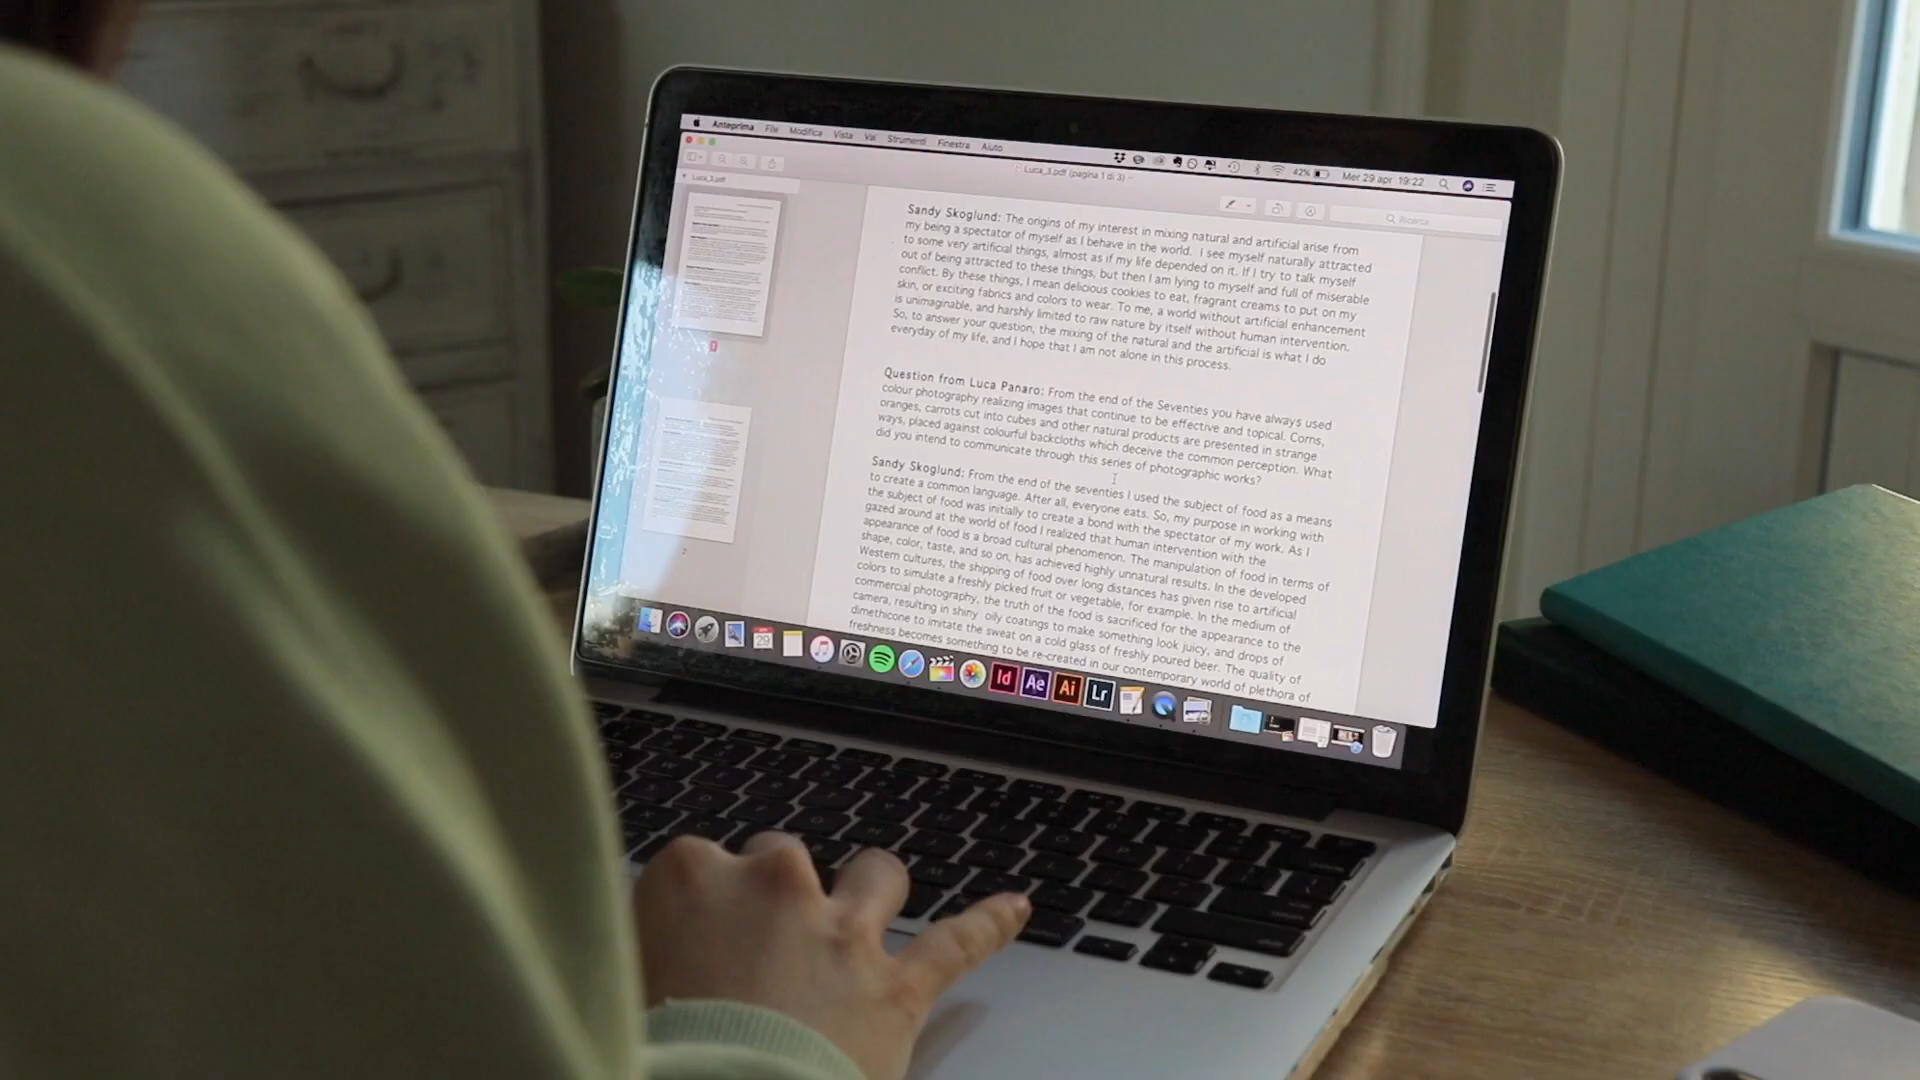 Anteprima File Modifica Vista Vai Strumenti Finestra Aiuto
42% Mer 29 apr 19:22
Luca_3.pdf (pagina 1 di 3)
Ricerca
Luca_3.pdf
Sandy Skoglund: The origins of my interest in mixing natural and artificial arise from
my being a spectator of myself as I behave in the world. I see myself naturally attracted
to some very artificial things, almost as if my life depended on it. If I try to talk myself
out of being attracted to these things, but then I am lying to myself and full of miserable
conflict. By these things, I mean delicious cookies to eat, fragrant creams to put on my
skin, or exciting fabrics and colors to wear. To me, a world without artificial enhancement
is unimaginable, and harshly limited to raw nature by itself without human intervention.
So, to answer your question, the mixing of the natural and the artificial is what I do
everyday of my life, and I hope that I am not alone in this process.
Question from Luca Panaro: From the end of the Seventies you have always used
colour photography realizing images that continue to be effective and topical. Corns,
oranges, carrots cut into cubes and other natural products are presented in strange
ways, placed against colourful backcloths which deceive the common perception. What
did you intend to communicate through this series of photographic works?
Sandy Skoglund: From the end of the seventies I used the subject of food as a means
to create a common language. After all, everyone eats. So, my purpose in working with
the subject of food was initially to create a bond with the spectator of my work. As I
gazed around at the world of food I realized that human intervention with the
appearance of food is a broad cultural phenomenon. The manipulation of food in terms of
shape, color, taste, and so on, has achieved highly unnatural results. In the developed
Western cultures, the shipping of food over long distances has given rise to artificial
colors to simulate a freshly picked fruit or vegetable, for example. In the medium of
commercial photography, the truth of the food is sacrificed for the appearance to the
camera, resulting in shiny oily coatings to make something look juicy, and drops of
dimethicone to imitate the sweat on a cold glass of freshly poured beer. The quality of
freshness becomes something to be re-created in our contemporary world of plethora of
2
29
Id Ae Ai Lr